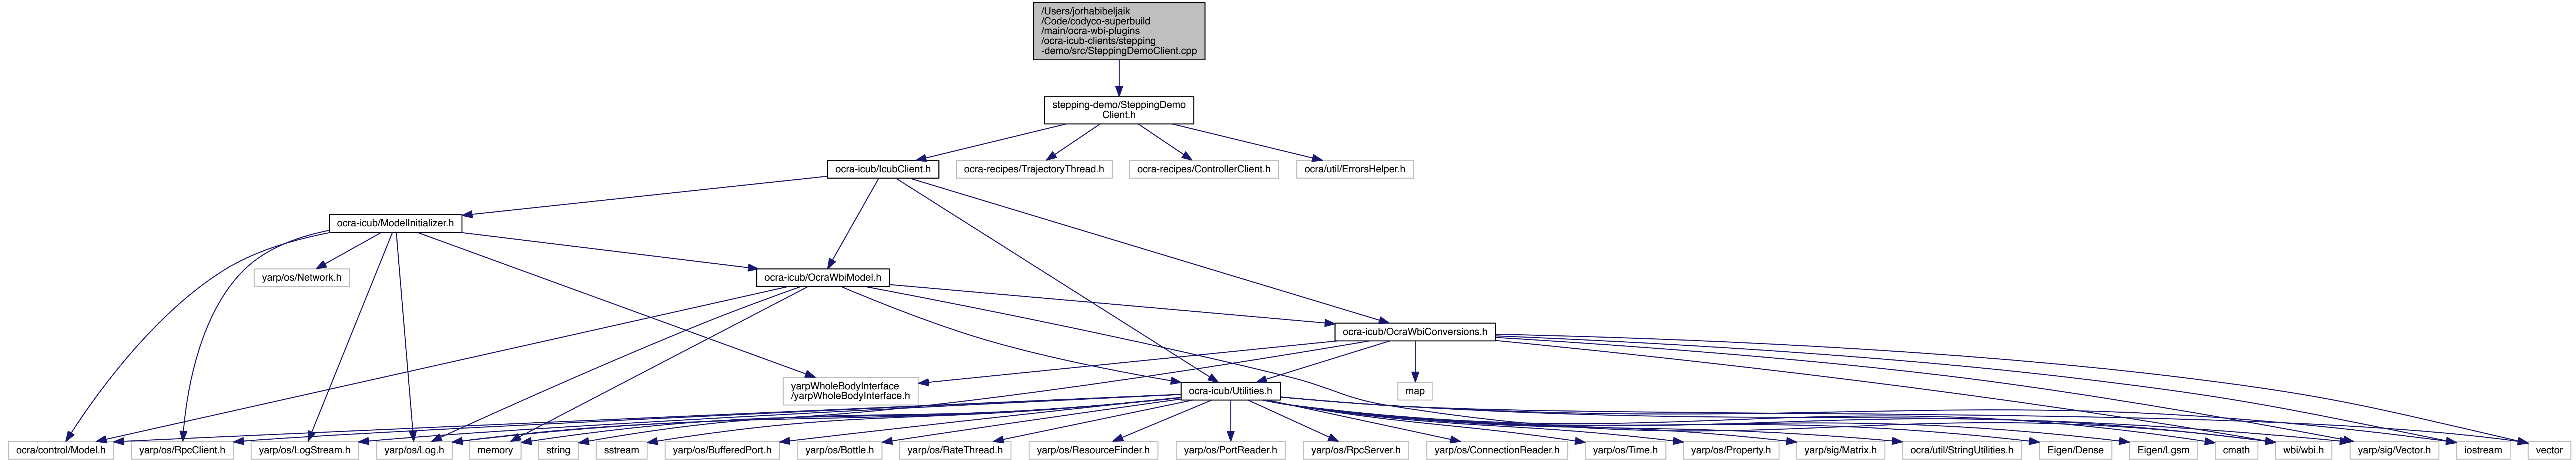 /Users/jorhabibeljaik
/Code/codyco-superbuild
/main/ocra-wbi-plugins
/ocra-icub-clients/stepping
-demo/src/SteppingDemoClient.cpp
stepping-demo/SteppingDemo
Client.h
ocra-icub/IcubClient.h
ocra-recipes/TrajectoryThread.h
ocra-recipes/ControllerClient.h
ocra/util/ErrorsHelper.h
ocra-icub/ModelInitializer.h
yarp/os/Network.h
ocra-icub/OcraWbiModel.h
ocra-icub/OcraWbiConversions.h
yarpWholeBodyInterface
/yarpWholeBodyInterface.h
ocra-icub/Utilities.h
map
ocra/control/Model.h
yarp/os/RpcClient.h
yarp/os/LogStream.h
yarp/os/Log.h
memory
string
sstream
yarp/os/BufferedPort.h
yarp/os/Bottle.h
yarp/os/RateThread.h
yarp/os/ResourceFinder.h
yarp/os/PortReader.h
yarp/os/RpcServer.h
yarp/os/ConnectionReader.h
yarp/os/Time.h
yarp/os/Property.h
yarp/sig/Matrix.h
ocra/util/StringUtilities.h
Eigen/Dense
Eigen/Lgsm
cmath
wbi/wbi.h
yarp/sig/Vector.h
iostream
vector